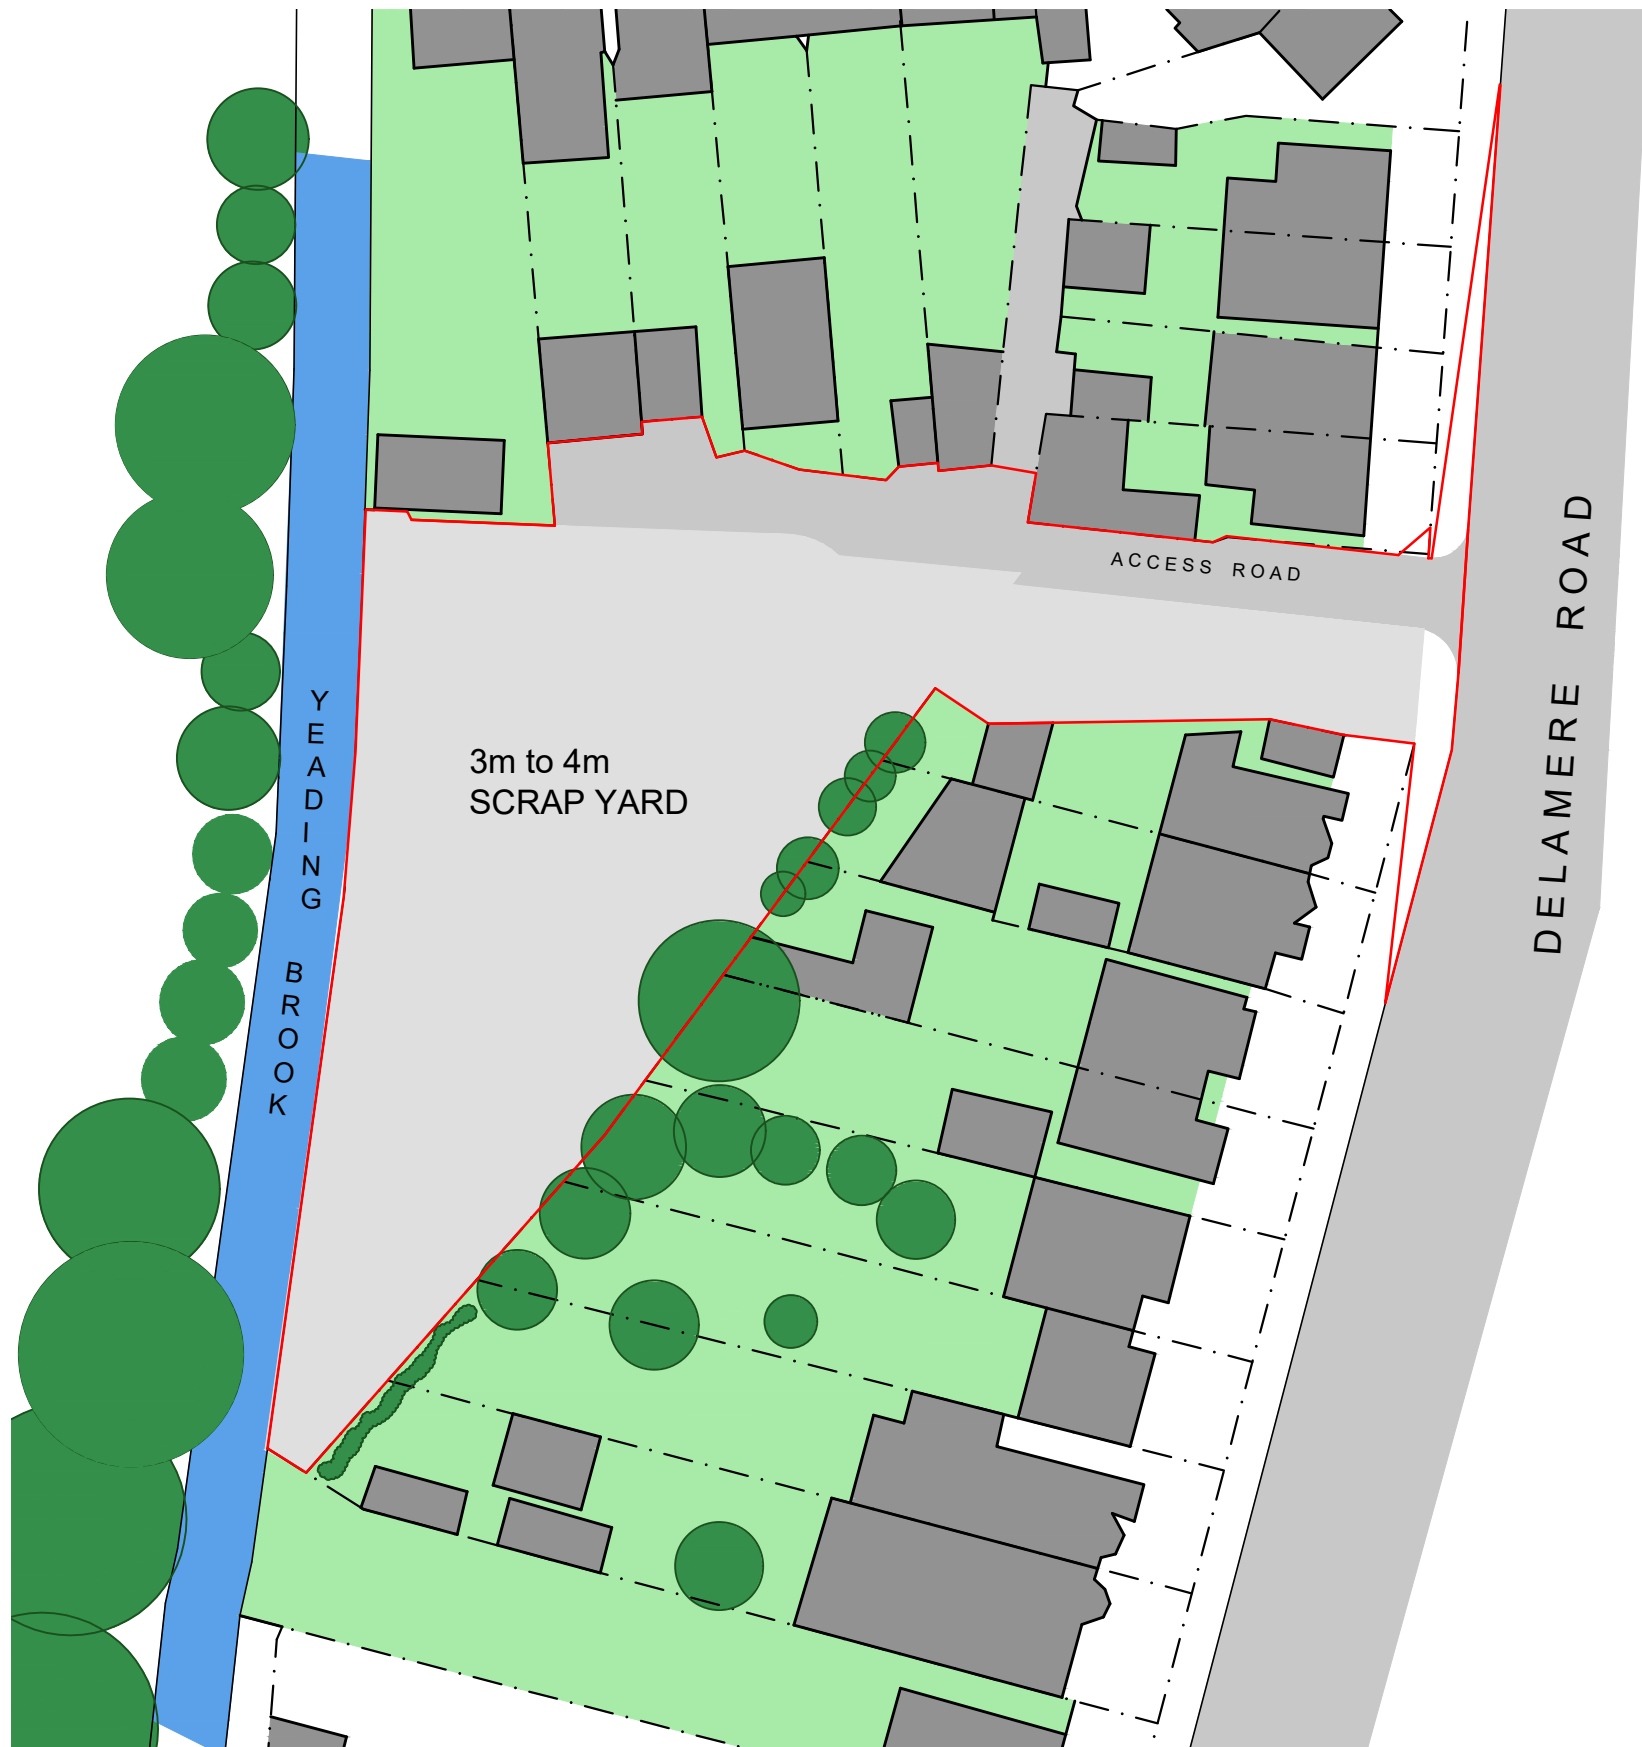 ACCESS ROAD
DELAMERE ROAD
YEADING BROOK
3m to 4m
SCRAP YARD